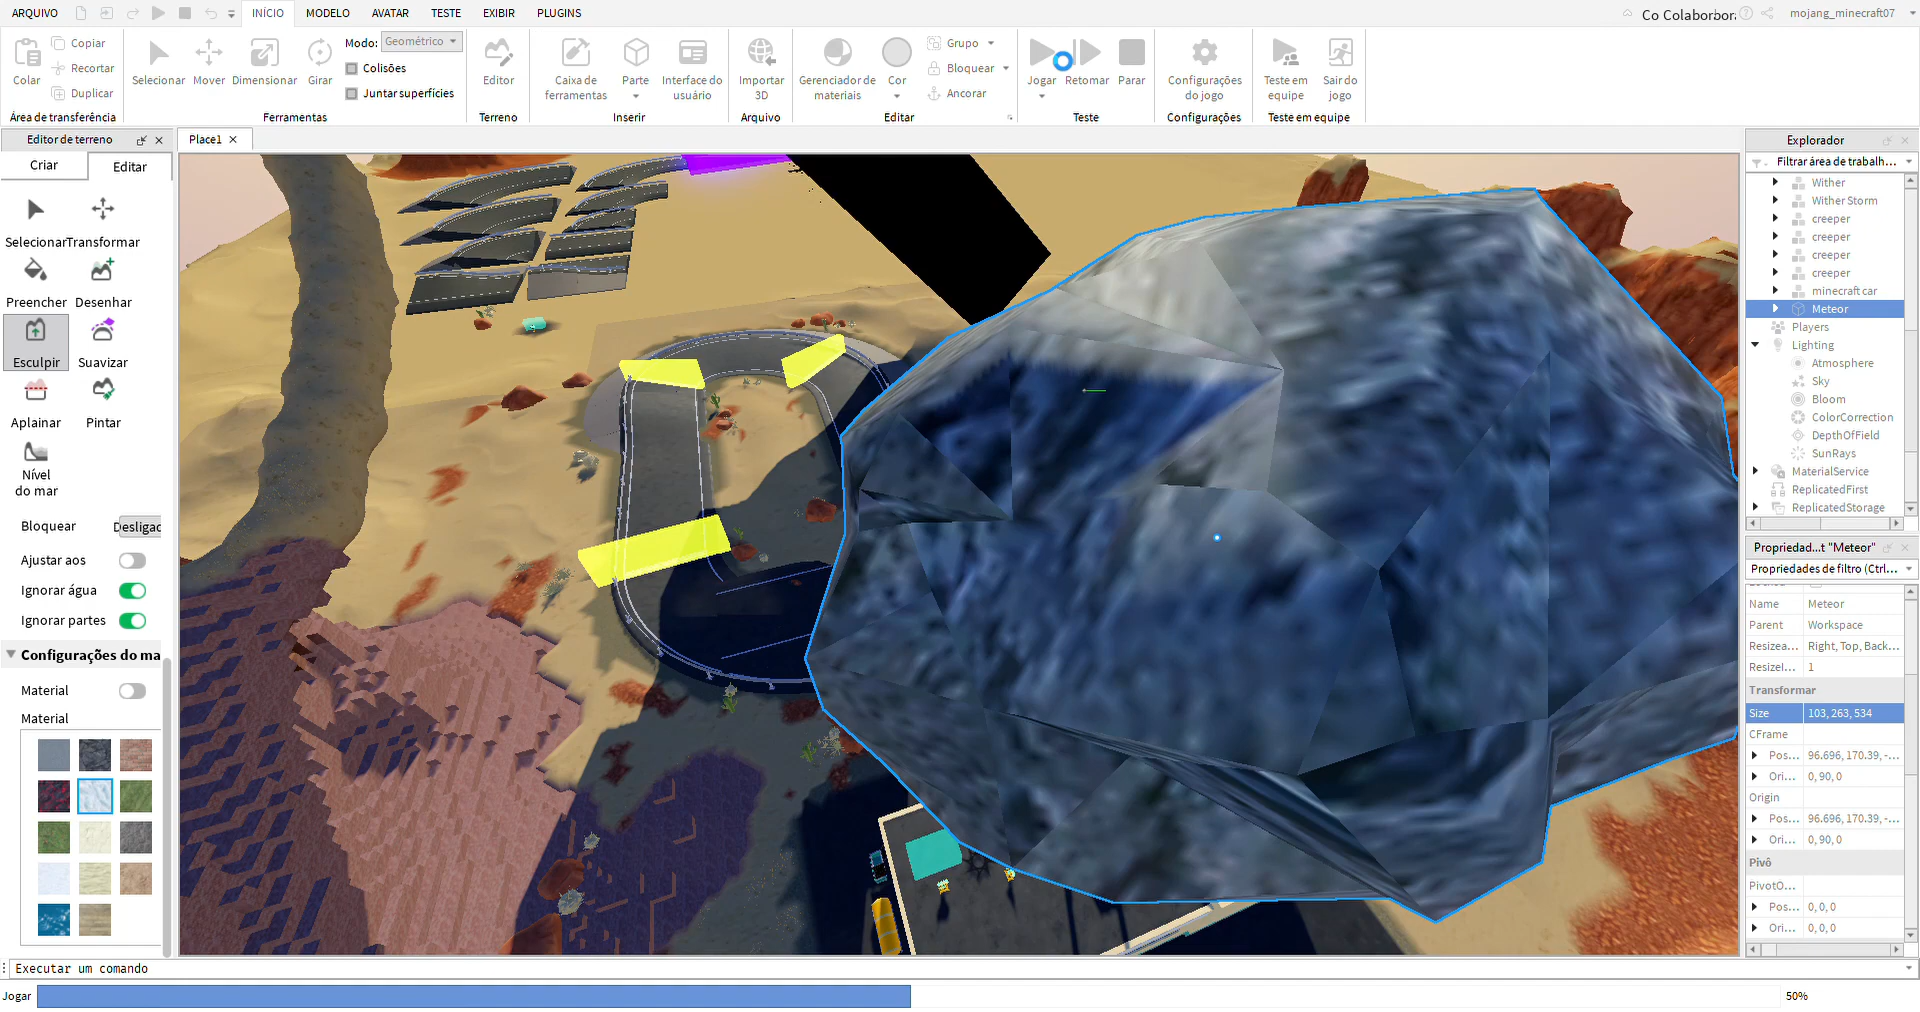 ARQUIVO INÍCIO MODELO AVATAR TESTE EXIBIR PLUGINS
Co Colaborar mojang_minecraft07
Colar
Copiar
Recortar
Duplicar
Área de transferência
Selecionar Mover Dimensionar Girar
Modo: Geométrico
Colisões
Juntar superfícies
Ferramentas
Editor
Terreno
Caixa de ferramentas
Parte
Interface do usuário
Inserir
Importar 3D
Arquivo
Gerenciador de materiais
Cor
Grupo
Bloquear
Ancorar
Editar
Jogar Retomar Parar
Teste
Configurações do jogo
Configurações
Teste em equipe
Sair do jogo
Teste em equipe
Editor de terreno
Criar Editar
Selecionar Transformar
Preencher Desenhar
Esculpir Suavizar
Aplainar Pintar
Nível
do mar
Bloquear Desligac
Ajustar aos
Ignorar água
Ignorar partes
Configurações do ma
Material
Material
Place1
Explorador
Filtrar área de trabalh...
Wither
Wither Storm
creeper
creeper
creeper
creeper
minecraft car
Meteor
Players
Lighting
Atmosphere
Sky
Bloom
ColorCorrection
DepthOfField
SunRays
MaterialService
ReplicatedFirst
ReplicatedStorage
Propriedad...t "Meteor"
Propriedades de filtro (Ctrl...
Name Meteor
Parent Workspace
Resizea... Right, Top, Back...
Resizel... 1
Transformar
Size 103, 263, 534
CFrame
Pos... 96.696, 170.39, -...
Ori... 0, 90, 0
Origin
Pos... 96.696, 170.39, -...
Ori... 0, 90, 0
Pivô
PivotO...
Pos... 0, 0, 0
Ori... 0, 0, 0
Executar um comando
Jogar 50%